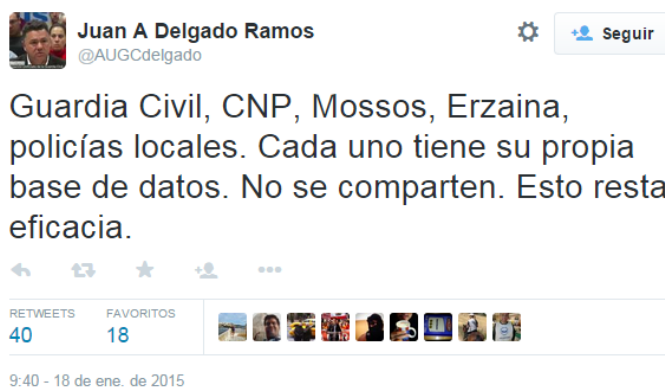 Juan A Delgado Ramos
@AUGCdelgado
Seguir
Guardia Civil, CNP, Mossos, Erzaina,
policías locales. Cada uno tiene su propia
base de datos. No se comparten. Esto resta
eficacia.
RETWEETS FAVORITOS
40 18
9:40 - 18 de ene. de 2015